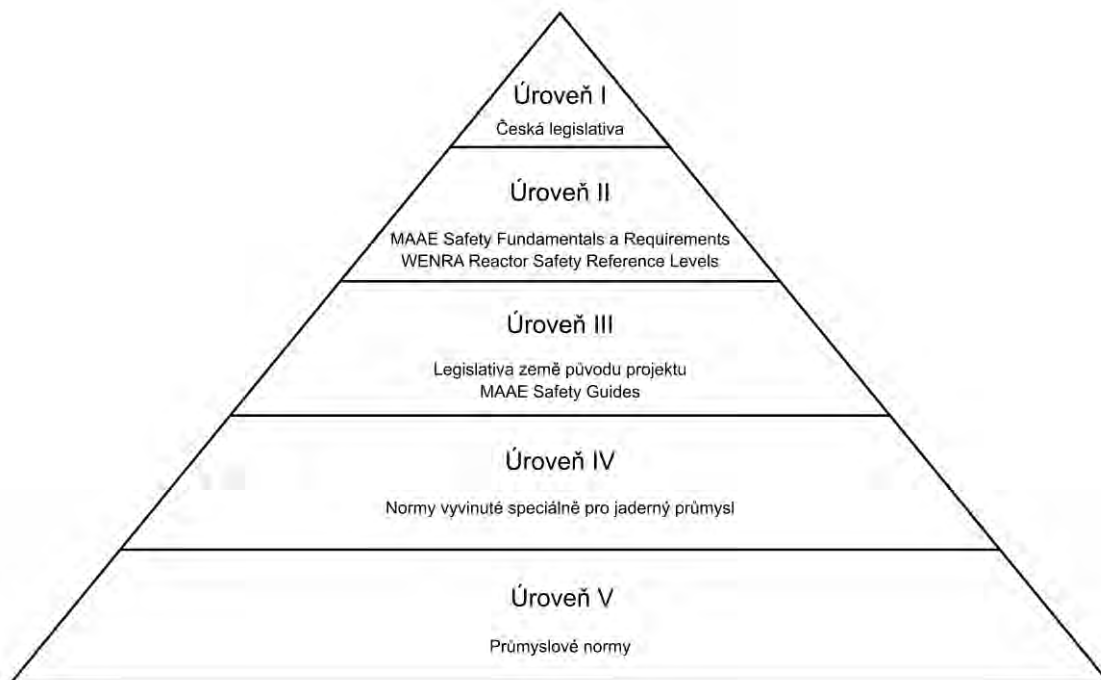 Úroveň I
Česká legislativa
Úroveň II
MAAE Safety Fundamentals a Requirements
WENRA Reactor Safety Reference Levels
Úroveň III
Legislativa země původu projektu
MAAE Safety Guides
Úroveň IV
Normy vyvinuté speciálně pro jaderný průmysl
Úroveň V
Průmyslové normy